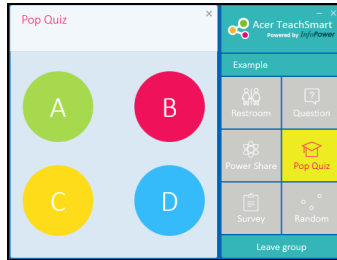 Pop Quiz
A
B
C
D
Acer TeachSmart
Powered by InfoPower
Example
Restroom
Question
Power Share
Pop Quiz
Survey
Random
Leave group